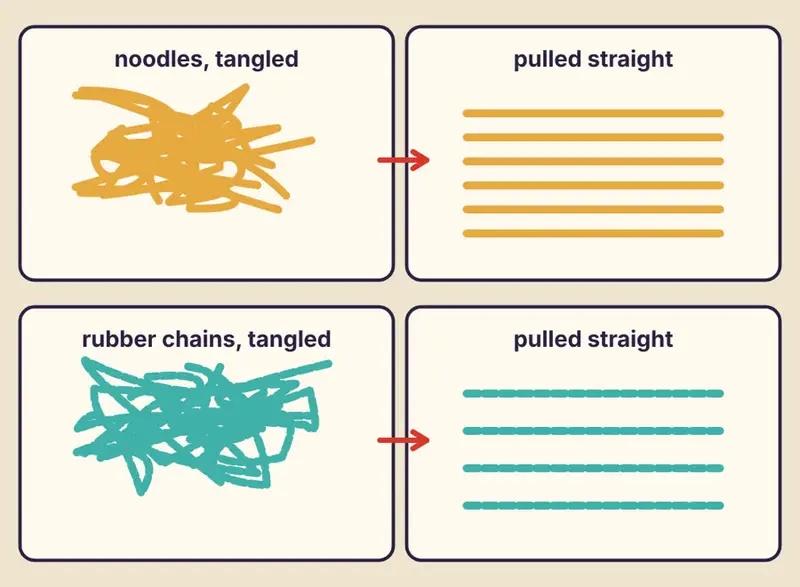 noodles, tangled
pulled straight
rubber chains, tangled
pulled straight